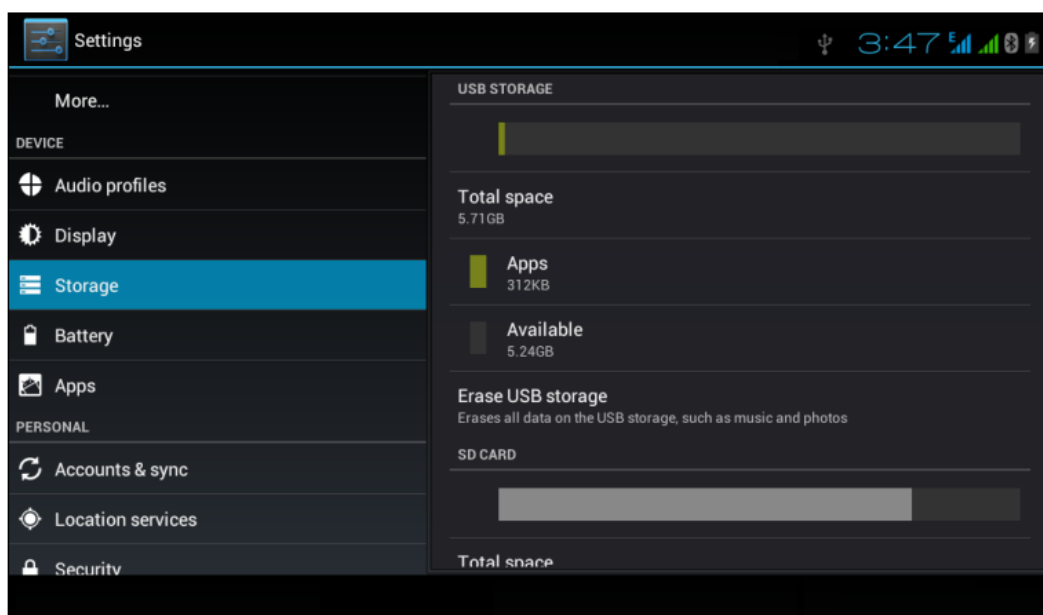 Settings
3:47
E
More...
DEVICE
Audio profiles
Display
Storage
Battery
Apps
PERSONAL
Accounts & sync
Location services
Security
USB STORAGE
Total space
5.71GB
Apps
312KB
Available
5.24GB
Erase USB storage
Erases all data on the USB storage, such as music and photos
SD CARD
Total space